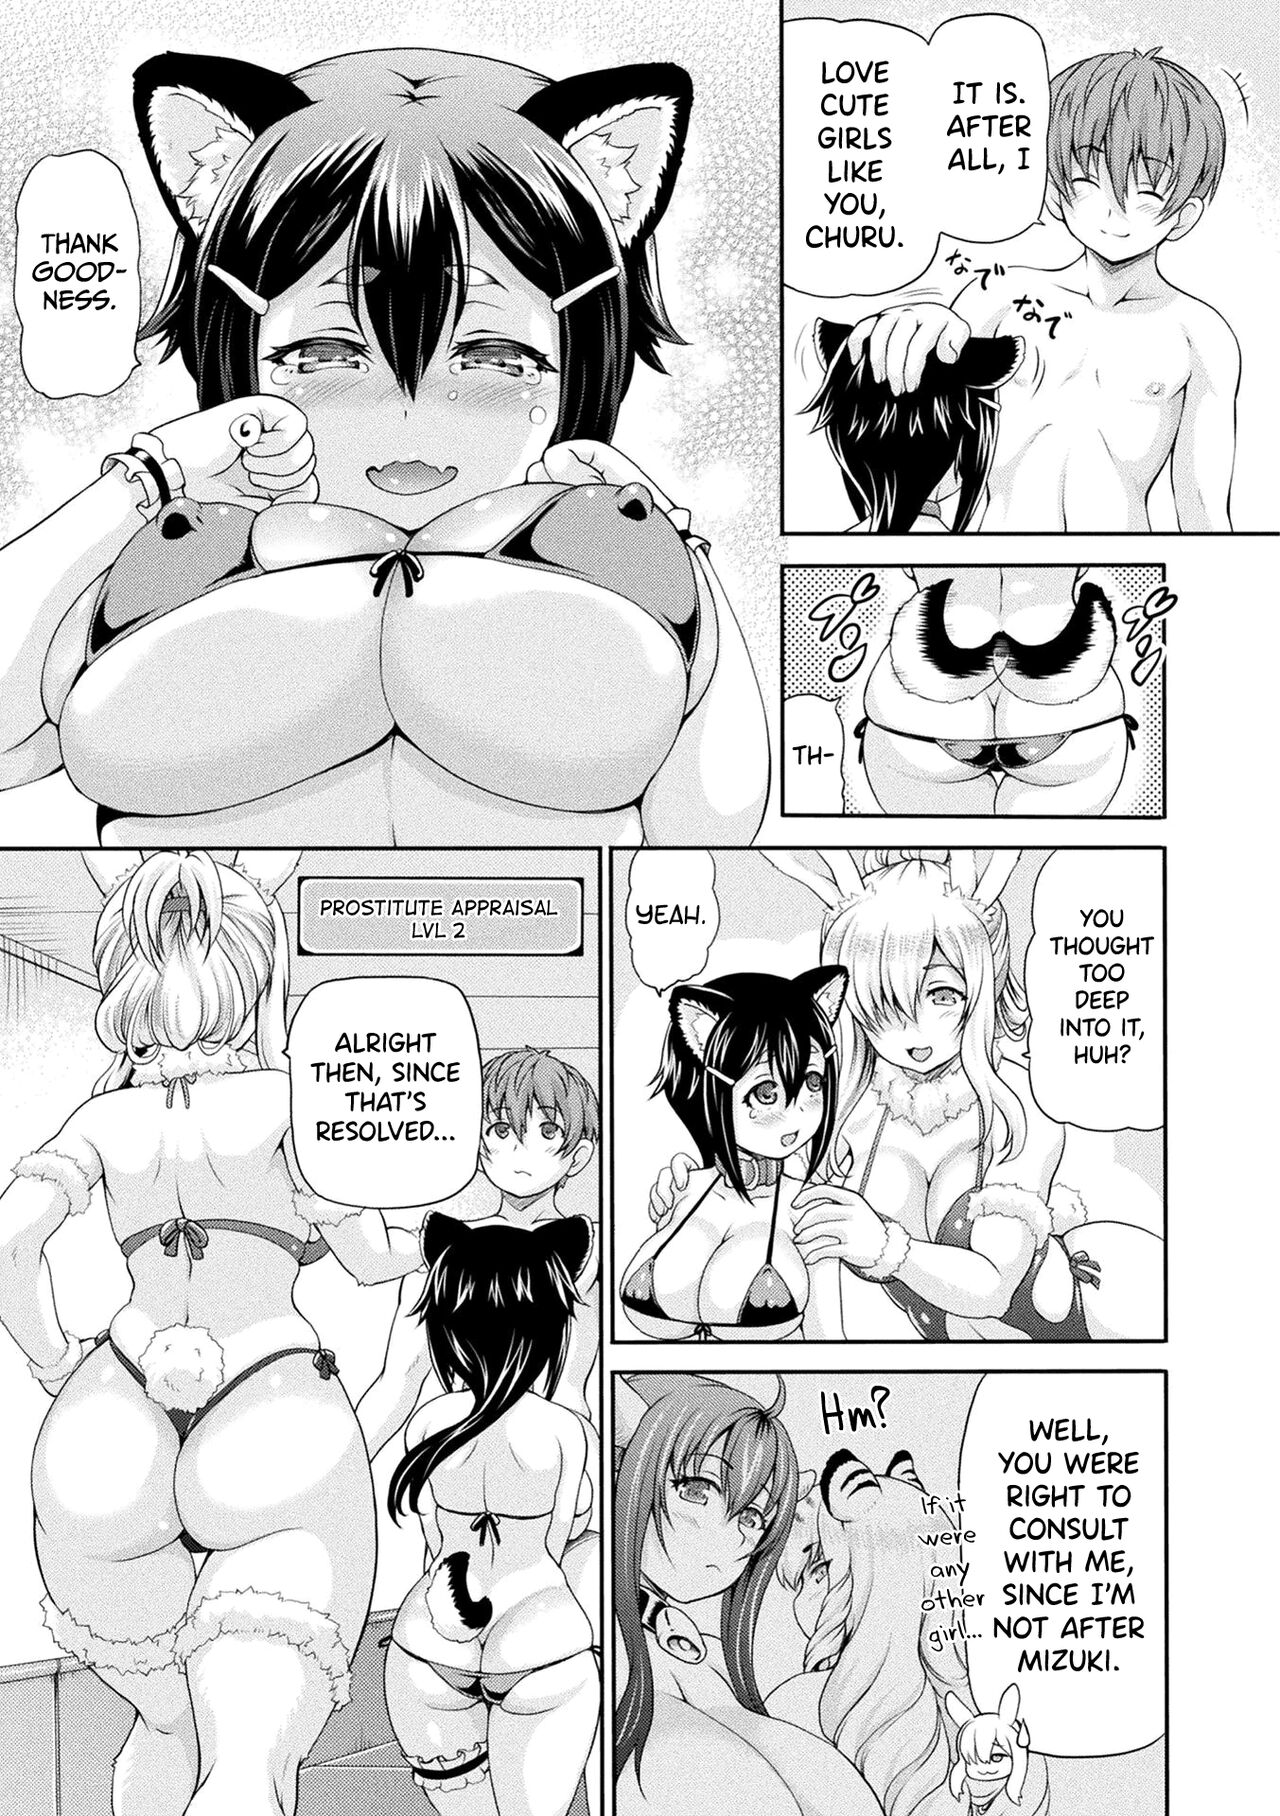 IT IS.
AFTER
ALL, I
LOVE
CUTE
GIRLS
LIKE
YOU,
CHURU.
なで
なで
TH-
THANK
GOOD-
NESS.
YOU
THOUGHT
TOO
DEEP
INTO IT,
HUH?
YEAH.
PROSTITUTE APPRAISAL
LVL 2
ALRIGHT
THEN, SINCE
THAT'S
RESOLVED...
WELL,
YOU WERE
RIGHT TO
CONSULT
WITH ME,
SINCE I'M
NOT AFTER
MIZUKI.
Hm?
If it
were
any
other
girl...